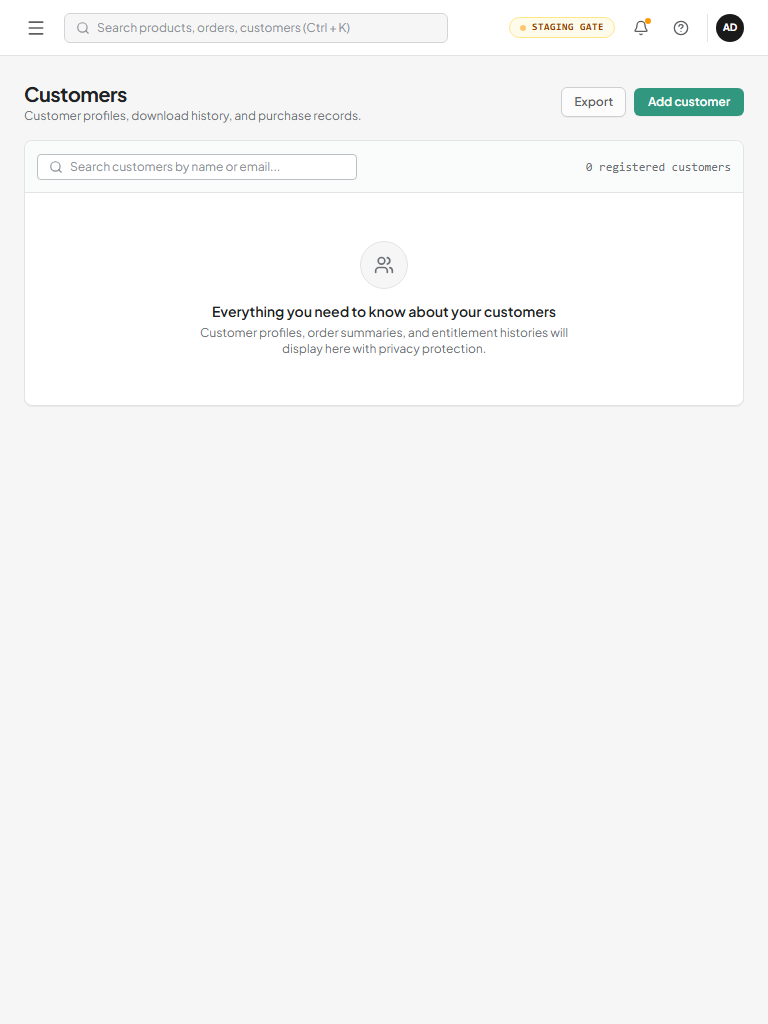 Search products, orders, customers (Ctrl + K)
STAGING GATE
AD
Customers
Customer profiles, download history, and purchase records.
Export
Add customer
Search customers by name or email...
0 registered customers
Everything you need to know about your customers
Customer profiles, order summaries, and entitlement histories will
display here with privacy protection.